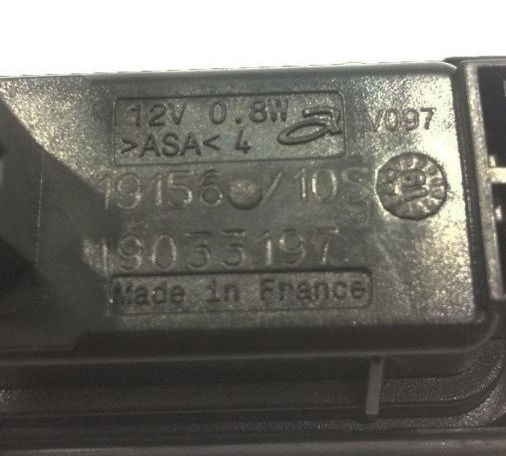 12V 0.8W
>ASA< 4
V097
19156 /10S
19033197
Made in France